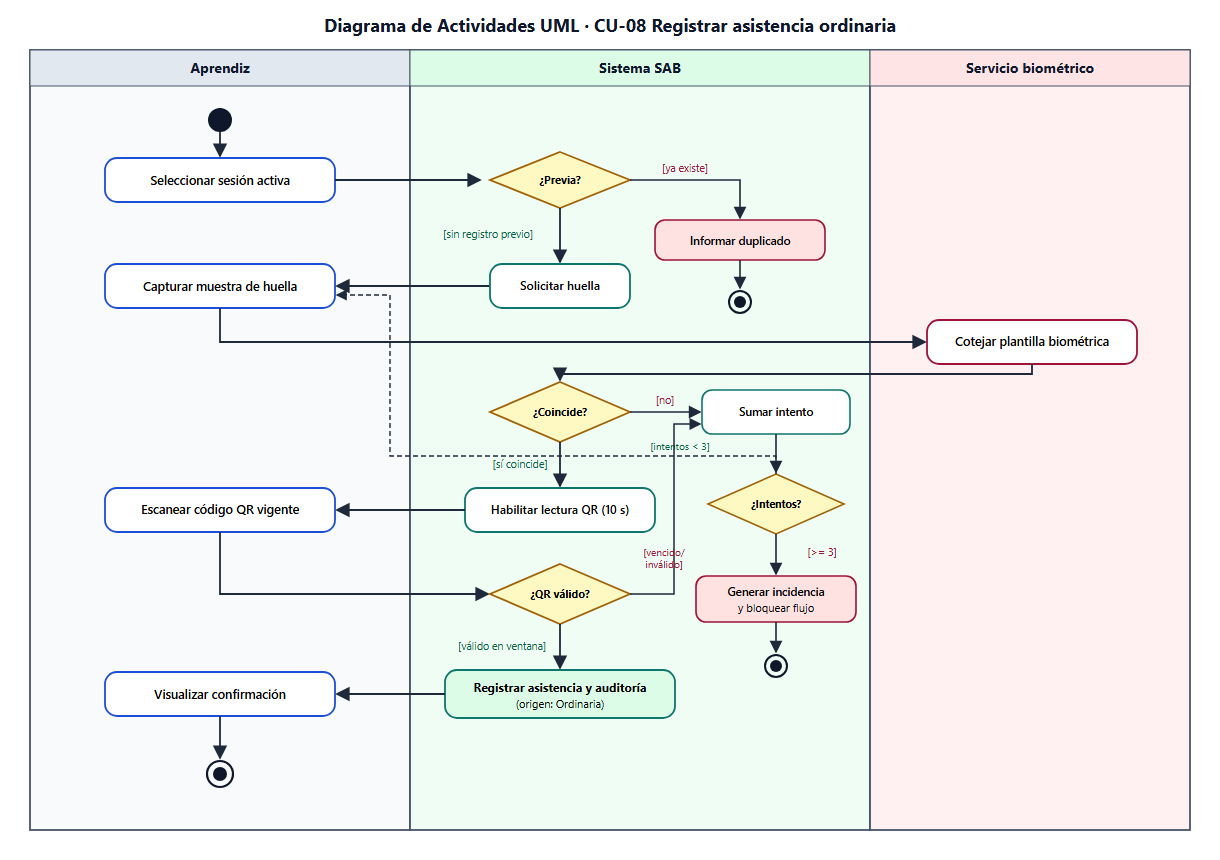 Diagrama de Actividades UML · CU-08 Registrar asistencia ordinaria
Aprendiz
Sistema SAB
Servicio biométrico
Seleccionar sesión activa
¿Previa?
[ya existe]
[sin registro previo]
Informar duplicado
Capturar muestra de huella
Solicitar huella
Cotejar plantilla biométrica
¿Coincide?
[no]
Sumar intento
[intentos < 3]
[sí coincide]
Escanear código QR vigente
Habilitar lectura QR (10 s)
¿Intentos?
[vencido/
inválido]
[>= 3]
¿QR válido?
Generar incidencia
y bloquear flujo
[válido en ventana]
Visualizar confirmación
Registrar asistencia y auditoría
(origen: Ordinaria)